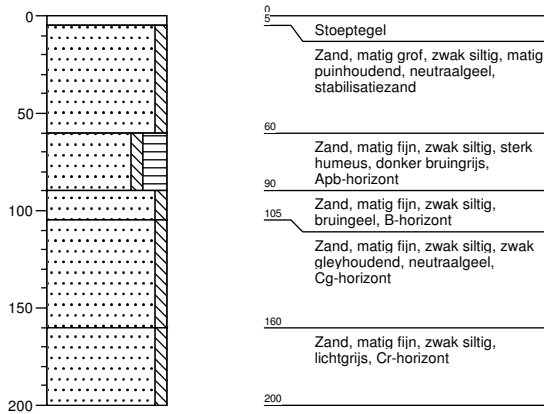 0
50
100
150
200
0
5
Stoeptegel
Zand, matig grof, zwak siltig, matig
puinhoudend, neutraalgeel,
stabilisatiezand
60
Zand, matig fijn, zwak siltig, sterk
humeus, donker bruingrijs,
Apb-horizont
90
Zand, matig fijn, zwak siltig,
bruingeel, B-horizont
105
Zand, matig fijn, zwak siltig, zwak
gleyhoudend, neutraalgeel,
Cg-horizont
160
Zand, matig fijn, zwak siltig,
lichtgrijs, Cr-horizont
200